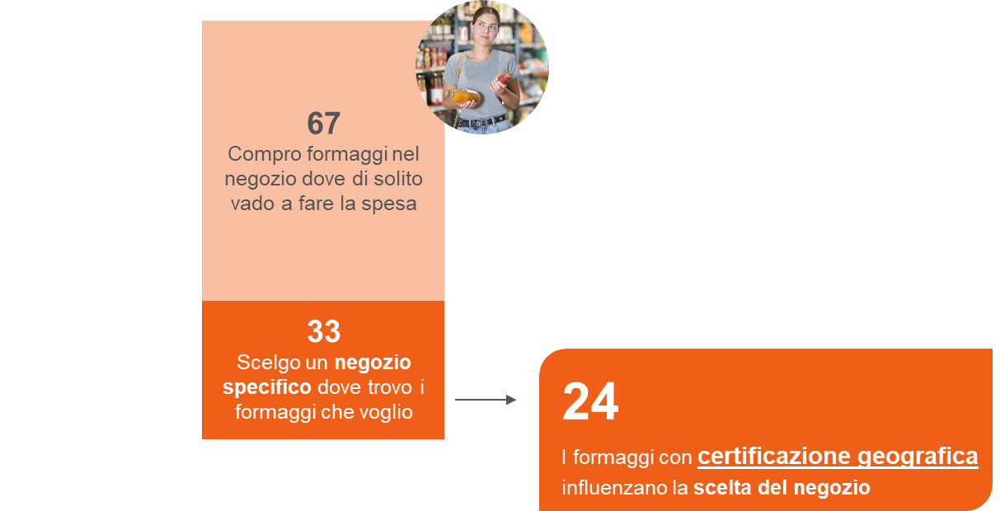 67
Compro formaggi nel
negozio dove di solito
vado a fare la spesa
33
Scelgo un negozio
specifico dove trovo i
formaggi che voglio
24
I formaggi con certificazione geografica
influenzano la scelta del negozio